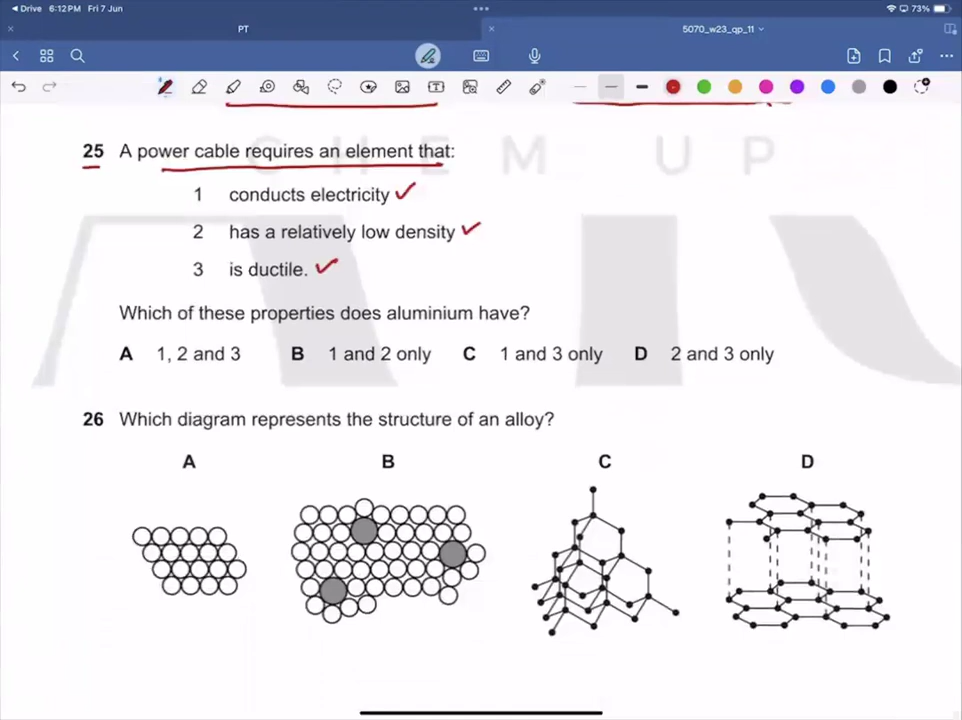 Drive 6:12 PM Fri 7 Jun
73%
PT
5070_w23_qp_11
CHEM UP
25 A power cable requires an element that:
1 conducts electricity
2 has a relatively low density
3 is ductile.
Which of these properties does aluminium have?
A 1, 2 and 3 B 1 and 2 only C 1 and 3 only D 2 and 3 only
26 Which diagram represents the structure of an alloy?
A B C D